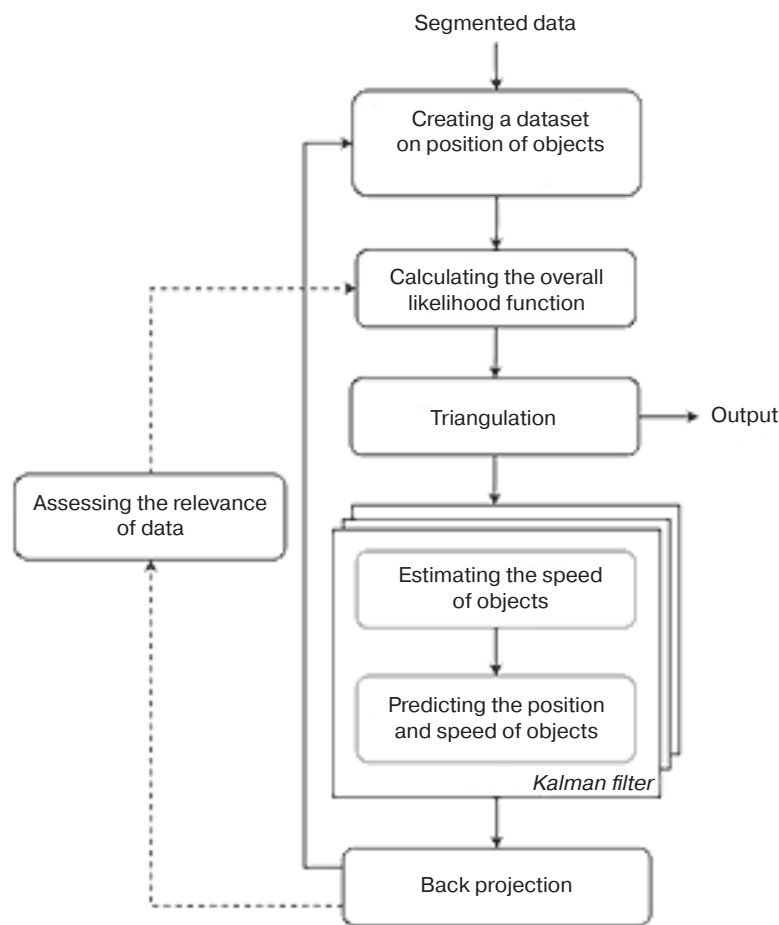 Segmented data
Creating a dataset
on position of objects
Calculating the overall
likelihood function
Triangulation
Output
Assessing the relevance
of data
Estimating the speed
of objects
Predicting the position
and speed of objects
Kalman filter
Back projection